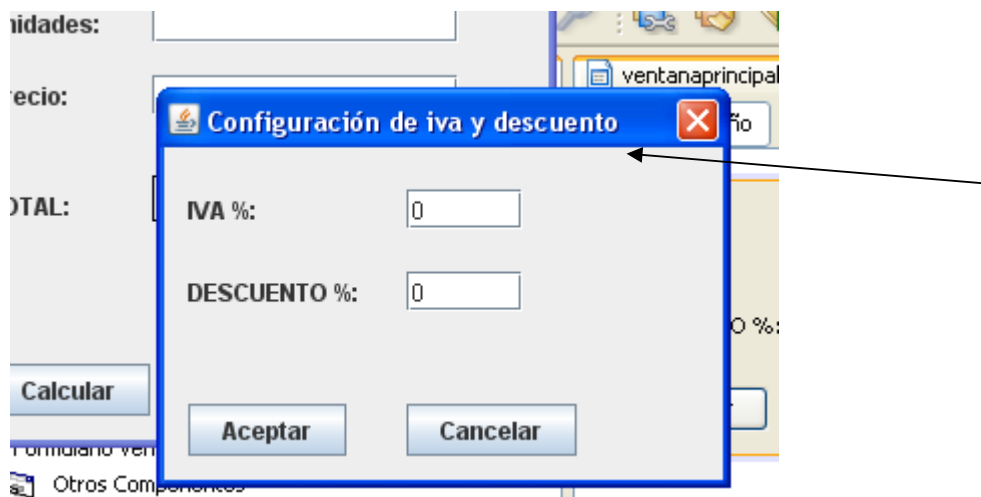 nidades:
ventanaprincipal
recio:
Configuración de iva y descuento
ño
OTAL:
IVA %:
0
DESCUENTO %:
0
O %:
Calcular
Aceptar
Cancelar
Otros Componentes